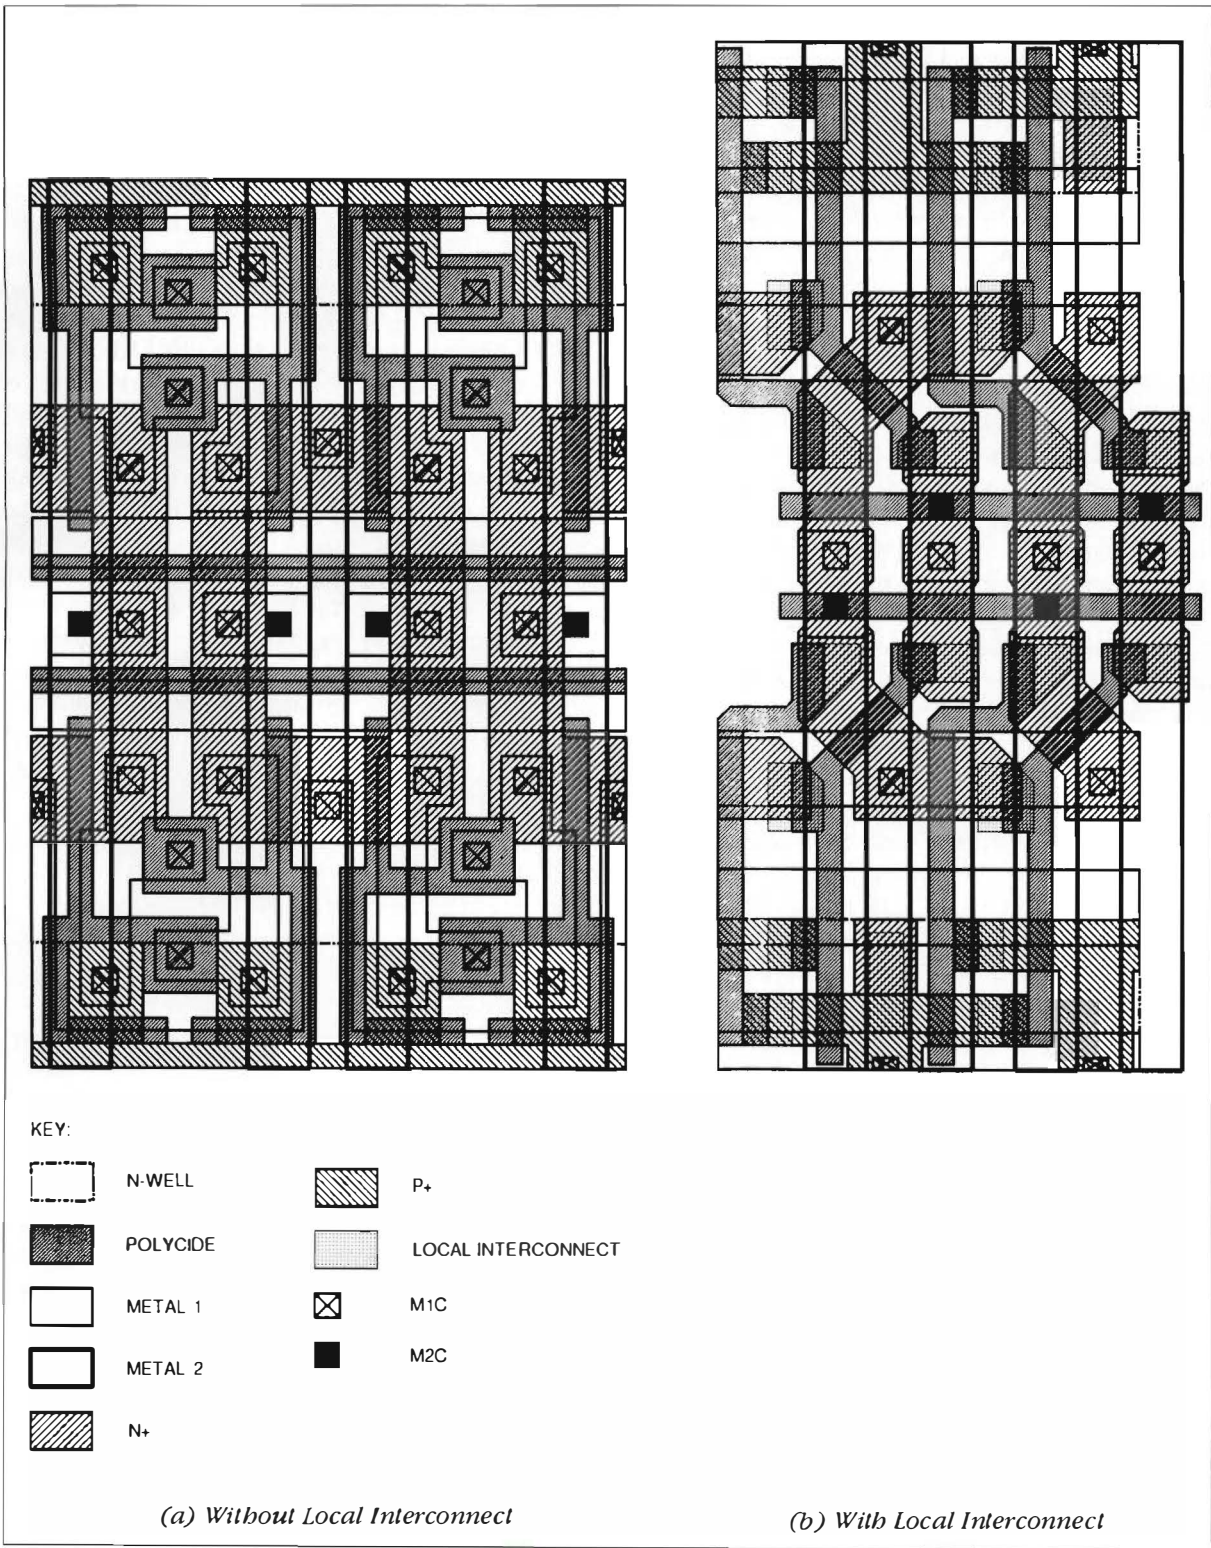 KEY:
N-WELL
POLYCIDE
METAL 1
METAL 2
N+
P+
LOCAL INTERCONNECT
M1C
M2C
(a) Without Local Interconnect
(b) With Local Interconnect